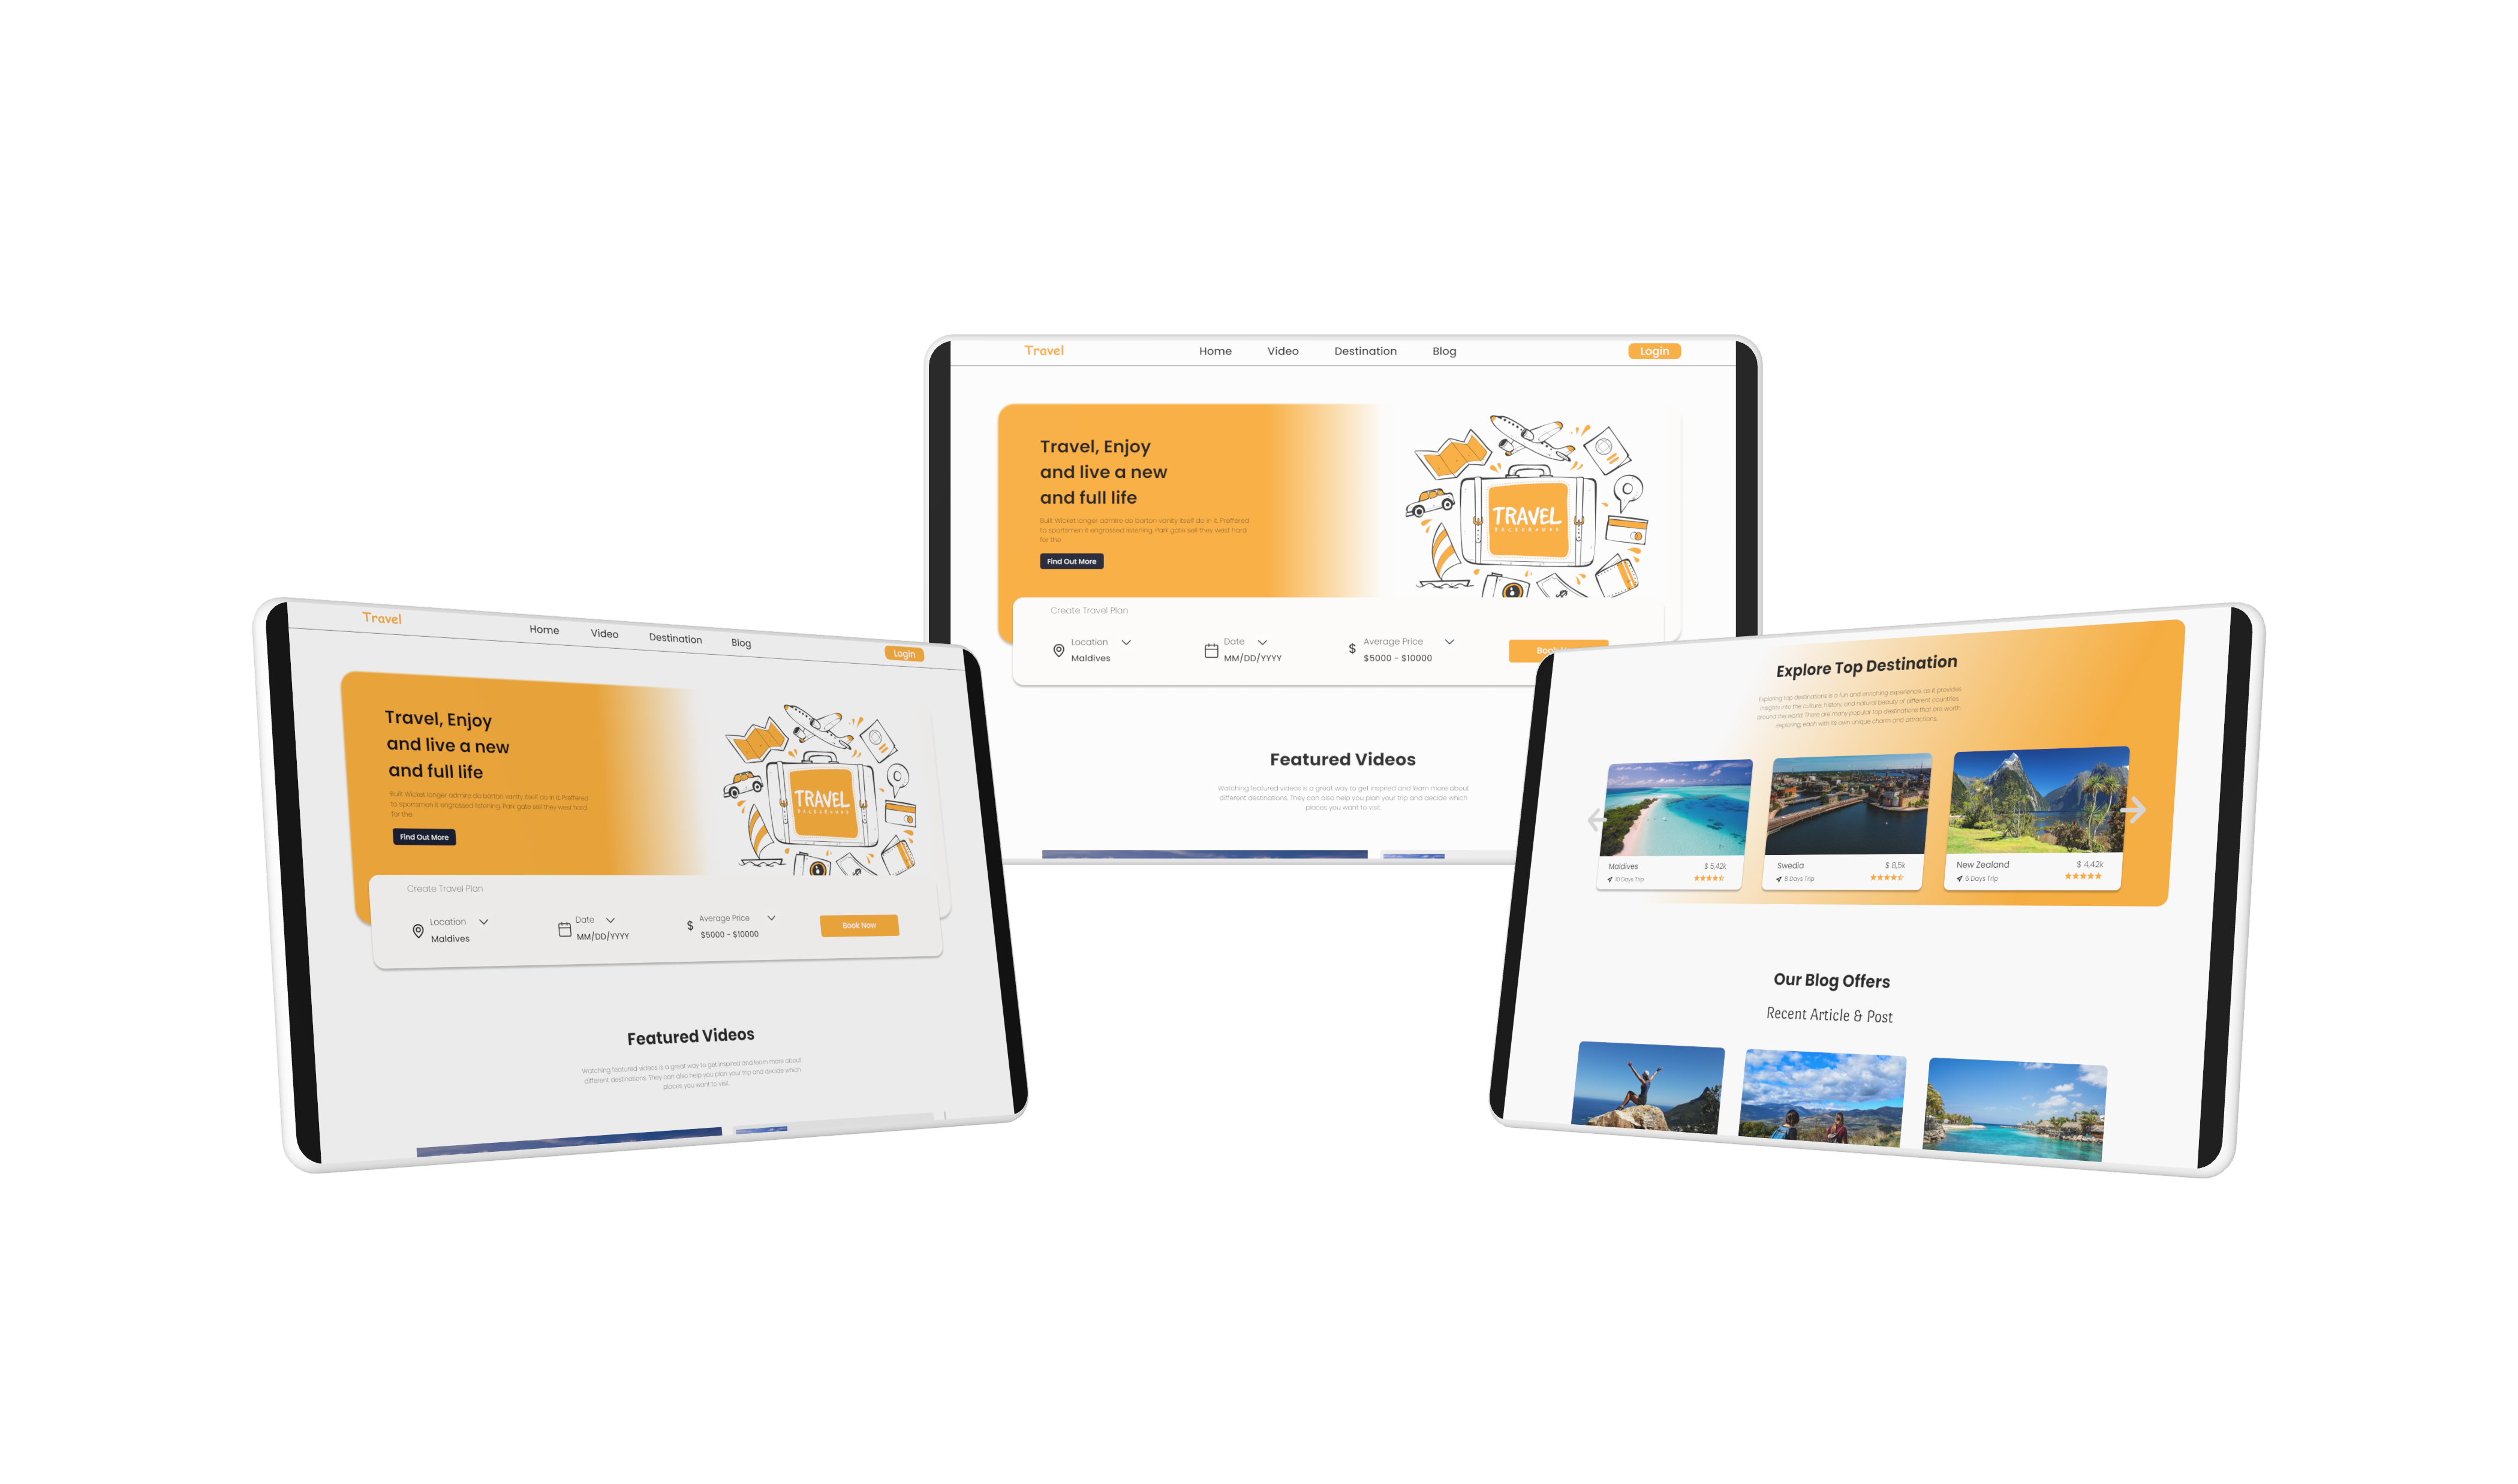 Travel
Home Video Destination Blog
Login
Travel, Enjoy
and live a new
and full life
Built Wicket longer admire do barton vanity itself do in it. Preffered
to sportsmen it engrossed listening. Park gate sell they west hard
for the
Find Out More
TRAVEL
Create Travel Plan
Location
Maldives
Date
MM/DD/YYYY
Average Price
$5000 - $10000
Featured Videos
Watching featured videos is a great way to get inspired and learn more about
different destinations. They can also help you plan your trip and decide which
places you want to visit.
Travel
Home Video Destination Blog
Login
Travel, Enjoy
and live a new
and full life
Built Wicket longer admire do barton vanity itself do in it. Preffered
to sportsmen it engrossed listening. Park gate sell they west hard
for the
Find Out More
TRAVEL
Create Travel Plan
Location
Maldives
Date
MM/DD/YYYY
Average Price
$5000 - $10000
Book Now
Featured Videos
Watching featured videos is a great way to get inspired and learn more about
different destinations. They can also help you plan your trip and decide which
places you want to visit.
Explore Top Destination
Exploring top destinations is a fun and enriching experience, as it provides
insights into the culture, history, and natural beauty of different countries
around the world. There are many popular top destinations that are worth
exploring, each with its own unique charm and attractions.
Maldives $ 5,42k
10 Days Trip
Swedia $ 8,5k
8 Days Trip
New Zealand $ 4,42k
6 Days Trip
Our Blog Offers
Recent Article & Post